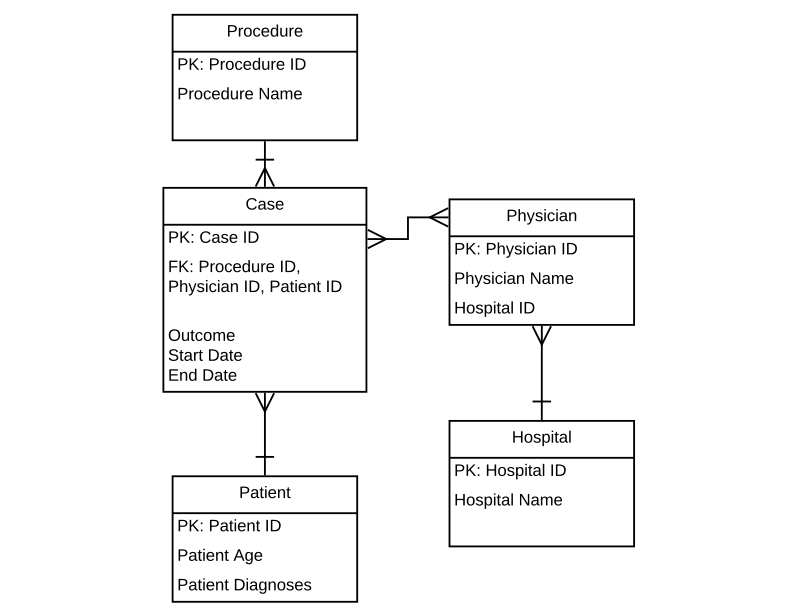 Procedure
PK: Procedure ID
Procedure Name
Case
PK: Case ID
FK: Procedure ID,
Physician ID, Patient ID
Outcome
Start Date
End Date
Physician
PK: Physician ID
Physician Name
Hospital ID
Hospital
PK: Hospital ID
Hospital Name
Patient
PK: Patient ID
Patient Age
Patient Diagnoses